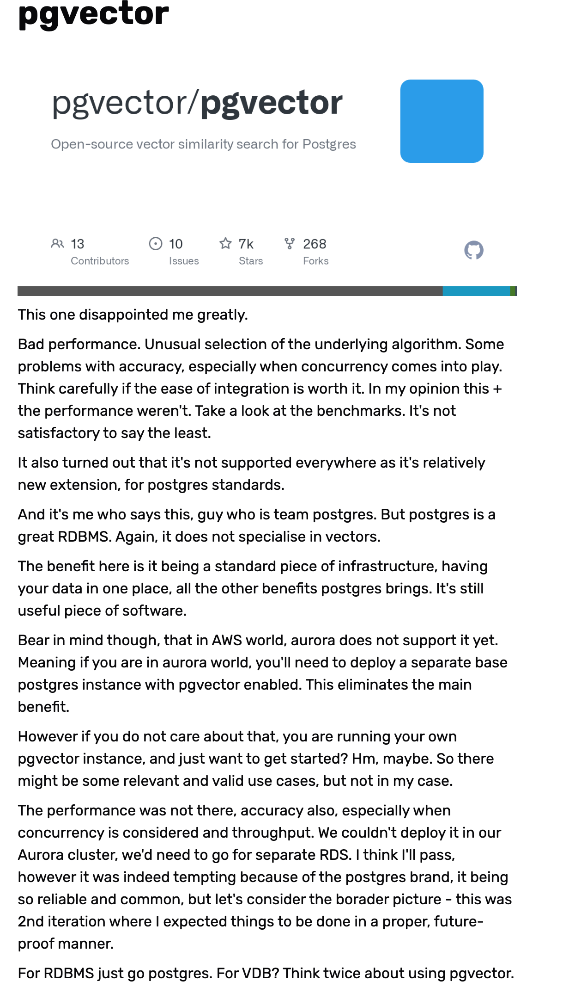 pgvector
pgvector/pgvector
Open-source vector similarity search for Postgres
13 10 7k 268
Contributors Issues Stars Forks
This one disappointed me greatly.
Bad performance. Unusual selection of the underlying algorithm. Some
problems with accuracy, especially when concurrency comes into play.
Think carefully if the ease of integration is worth it. In my opinion this +
the performance weren't. Take a look at the benchmarks. It's not
satisfactory to say the least.
It also turned out that it's not supported everywhere as it's relatively
new extension, for postgres standards.
And it's me who says this, guy who is team postgres. But postgres is a
great RDBMS. Again, it does not specialise in vectors.
The benefit here is it being a standard piece of infrastructure, having
your data in one place, all the other benefits postgres brings. It's still
useful piece of software.
Bear in mind though, that in AWS world, aurora does not support it yet.
Meaning if you are in aurora world, you'll need to deploy a separate base
postgres instance with pgvector enabled. This eliminates the main
benefit.
However if you do not care about that, you are running your own
pgvector instance, and just want to get started? Hm, maybe. So there
might be some relevant and valid use cases, but not in my case.
The performance was not there, accuracy also, especially when
concurrency is considered and throughput. We couldn't deploy it in our
Aurora cluster, we'd need to go for separate RDS. I think I'll pass,
however it was indeed tempting because of the postgres brand, it being
so reliable and common, but let's consider the borader picture - this was
2nd iteration where I expected things to be done in a proper, future-
proof manner.
For RDBMS just go postgres. For VDB? Think twice about using pgvector.